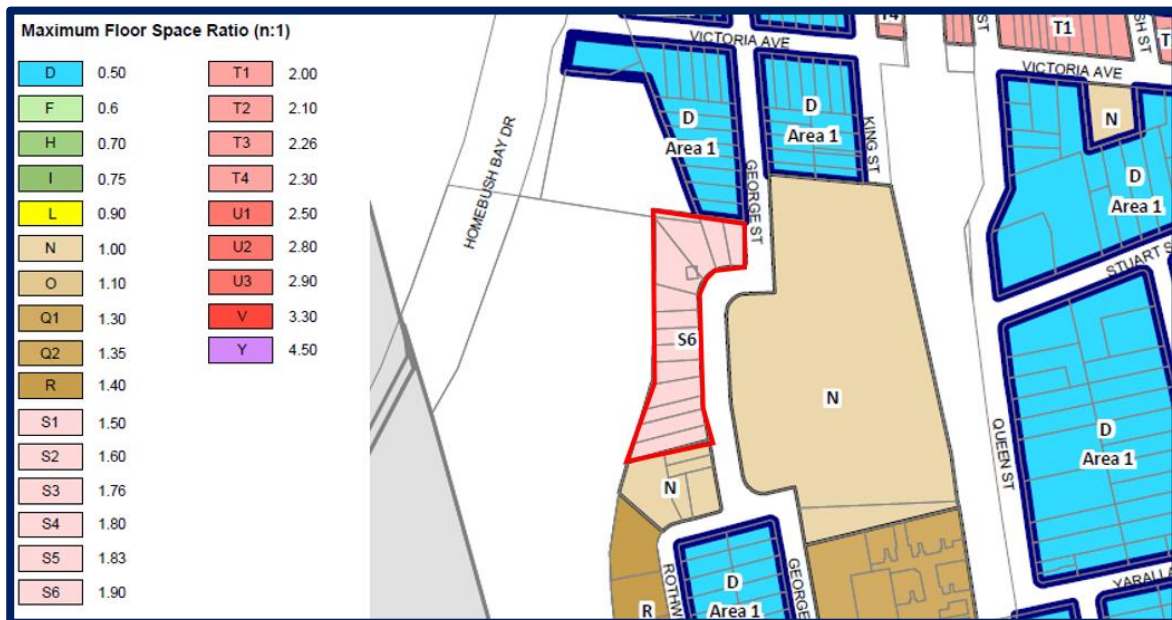 Maximum Floor Space Ratio (n:1)
D 0.50
F 0.6
H 0.70
I 0.75
L 0.90
N 1.00
O 1.10
Q1 1.30
Q2 1.35
R 1.40
S1 1.50
S2 1.60
S3 1.76
S4 1.80
S5 1.83
S6 1.90
T1 2.00
T2 2.10
T3 2.26
T4 2.30
U1 2.50
U2 2.80
U3 2.90
V 3.30
Y 4.50
VICTORIA AVE
T4
ST
T1
SH ST
T
VICTORIA AVE
HOMEBUSH BAY DR
D
Area 1
GEORGE ST
D
Area 1
KING ST
N
D
Area 1
STUART S
S6
N
QUEEN ST
D
Area 1
N
R
ROTHW
D
Area 1
GEORGE
YARALLA